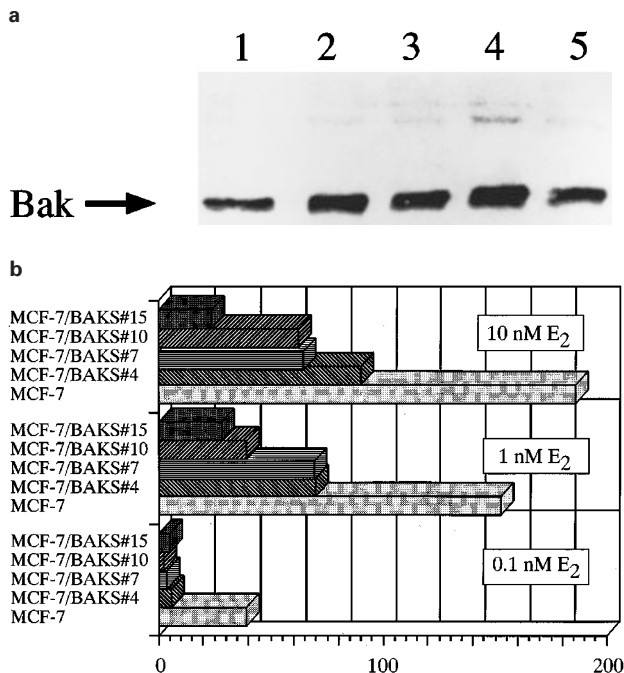 a
1 2 3 4 5
Bak
b
MCF-7/BAKS#15
MCF-7/BAKS#10
MCF-7/BAKS#7
MCF-7/BAKS#4
MCF-7
10 nM E2
MCF-7/BAKS#15
MCF-7/BAKS#10
MCF-7/BAKS#7
MCF-7/BAKS#4
MCF-7
1 nM E2
MCF-7/BAKS#15
MCF-7/BAKS#10
MCF-7/BAKS#7
MCF-7/BAKS#4
MCF-7
0.1 nM E2
0 100 200